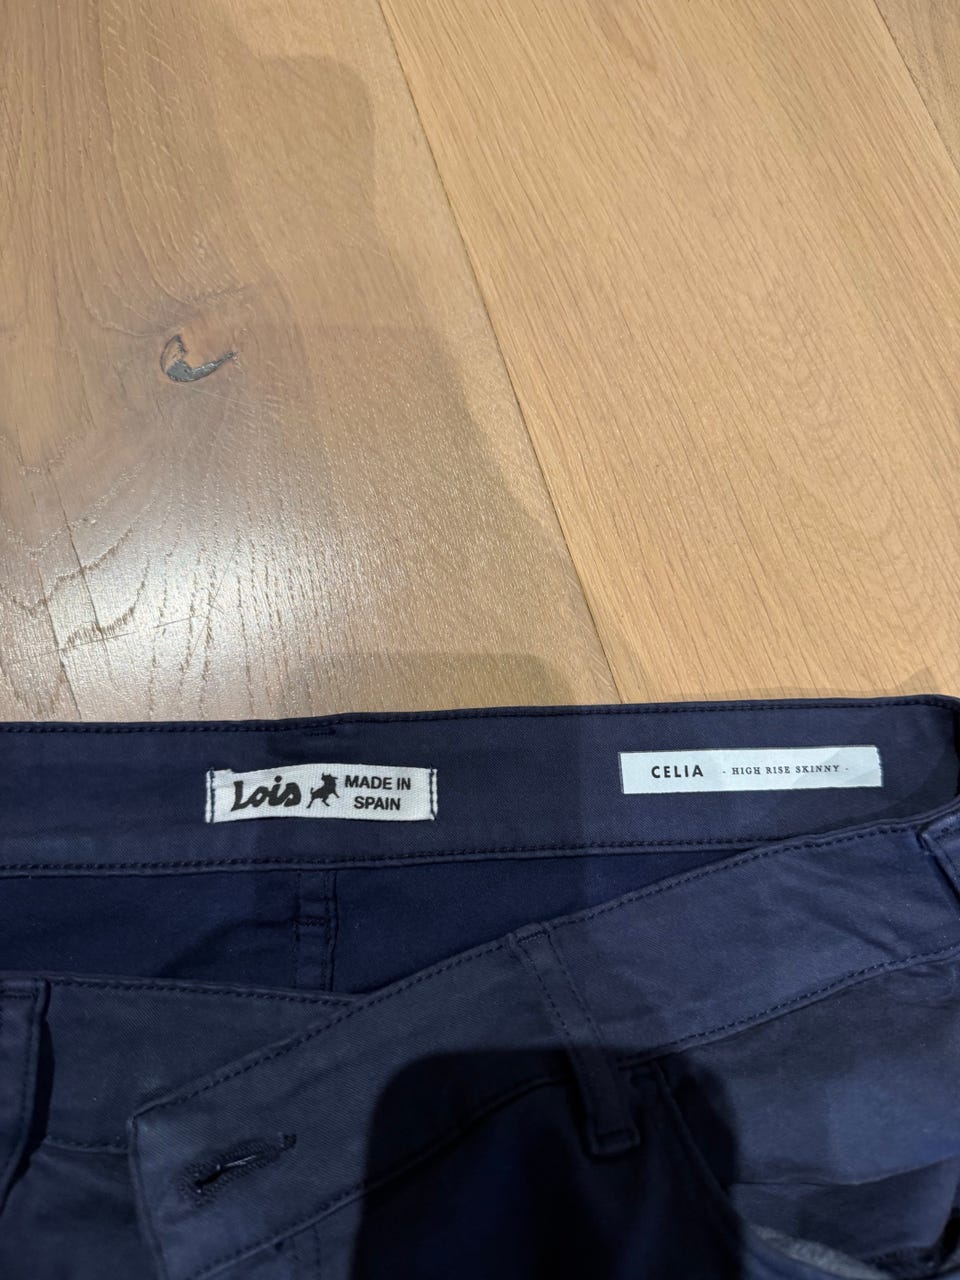 Lois MADE IN
SPAIN
CELIA - HIGH RISE SKINNY -